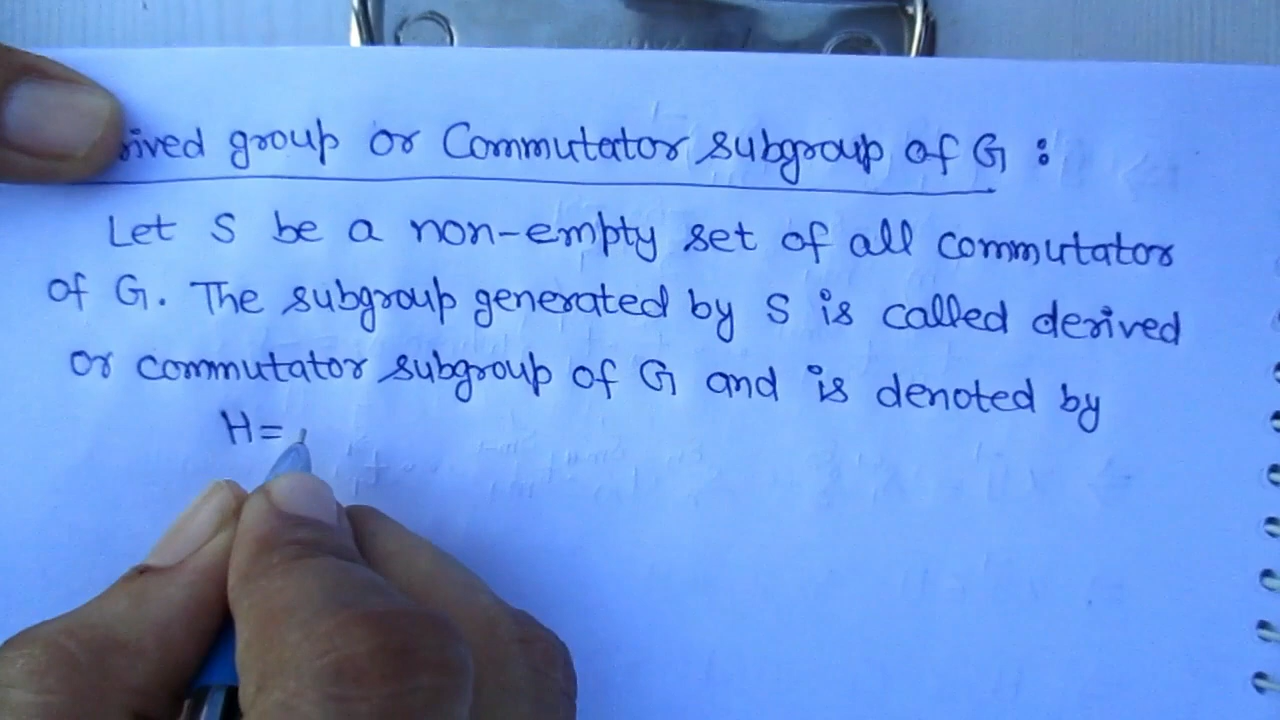 rived group or Commutator subgroup of G :
Let S be a non-empty set of all commutator
of G. The subgroup generated by S is called derived
or commutator subgroup of G and is denoted by
H =